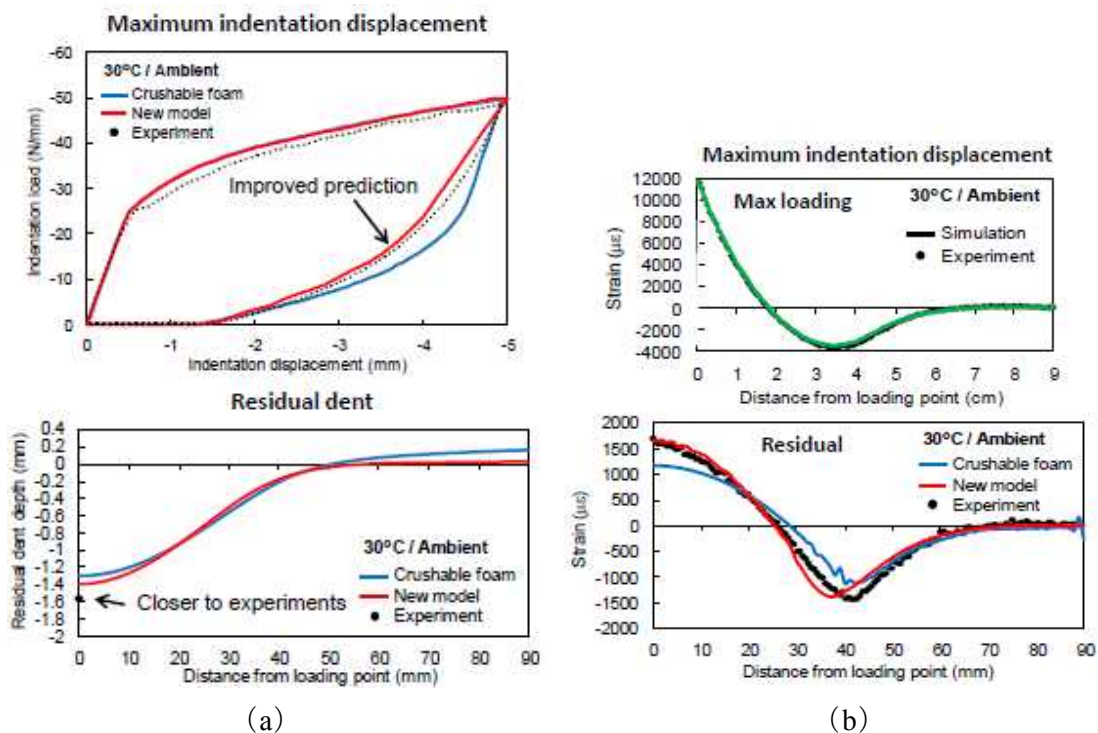 Maximum indentation displacement
-60
-50
-40
-30
-20
-10
0
Indentation load (N/mm)
30°C / Ambient
Crushable foam
New model
Experiment
Improved prediction
0 -1 -2 -3 -4 -5
Indentation displacement (mm)
Residual dent
0.4
0.2
0
-0.2
-0.4
-0.6
-0.8
-1
-1.2
-1.4
-1.6
-1.8
-2
Residual dent depth (mm)
30°C / Ambient
Crushable foam
New model
Experiment
Closer to experiments
0 10 20 30 40 50 60 70 80 90
Distance from loading point (mm)
(a)
Maximum indentation displacement
12000
10000
8000
6000
4000
2000
0
-2000
-4000
Strain (με)
Max loading
30°C / Ambient
Simulation
Experiment
0 1 2 3 4 5 6 7 8 9
Distance from loading point (cm)
2000
1500
1000
500
0
-500
-1000
-1500
-2000
Strain (με)
Residual
30°C / Ambient
Crushable foam
New model
Experiment
0 10 20 30 40 50 60 70 80 90
Distance from loading point (mm)
(b)